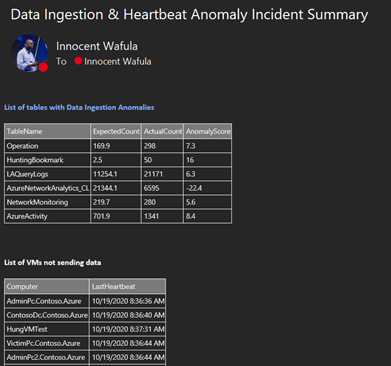 Data Ingestion & Heartbeat Anomaly Incident Summary
Innocent Wafula
To Innocent Wafula
List of tables with Data Ingestion Anomalies
TableName ExpectedCount ActualCount AnomalyScore
Operation 169.9 298 7.3
HuntingBookmark 2.5 50 16
LAQueryLogs 11254.1 21171 6.3
AzureNetworkAnalytics_CL 21344.1 6595 -22.4
NetworkMonitoring 219.7 280 5.6
AzureActivity 701.9 1341 8.4
List of VMs not sending data
Computer LastHeartbeat
AdminPc.Contoso.Azure 10/19/2020 8:36:36 AM
ContosoDc.Contoso.Azure 10/19/2020 8:36:40 AM
HungVMTest 10/19/2020 8:37:31 AM
VictimPc.Contoso.Azure 10/19/2020 8:36:44 AM
AdminPc2.Contoso.Azure 10/19/2020 8:36:44 AM